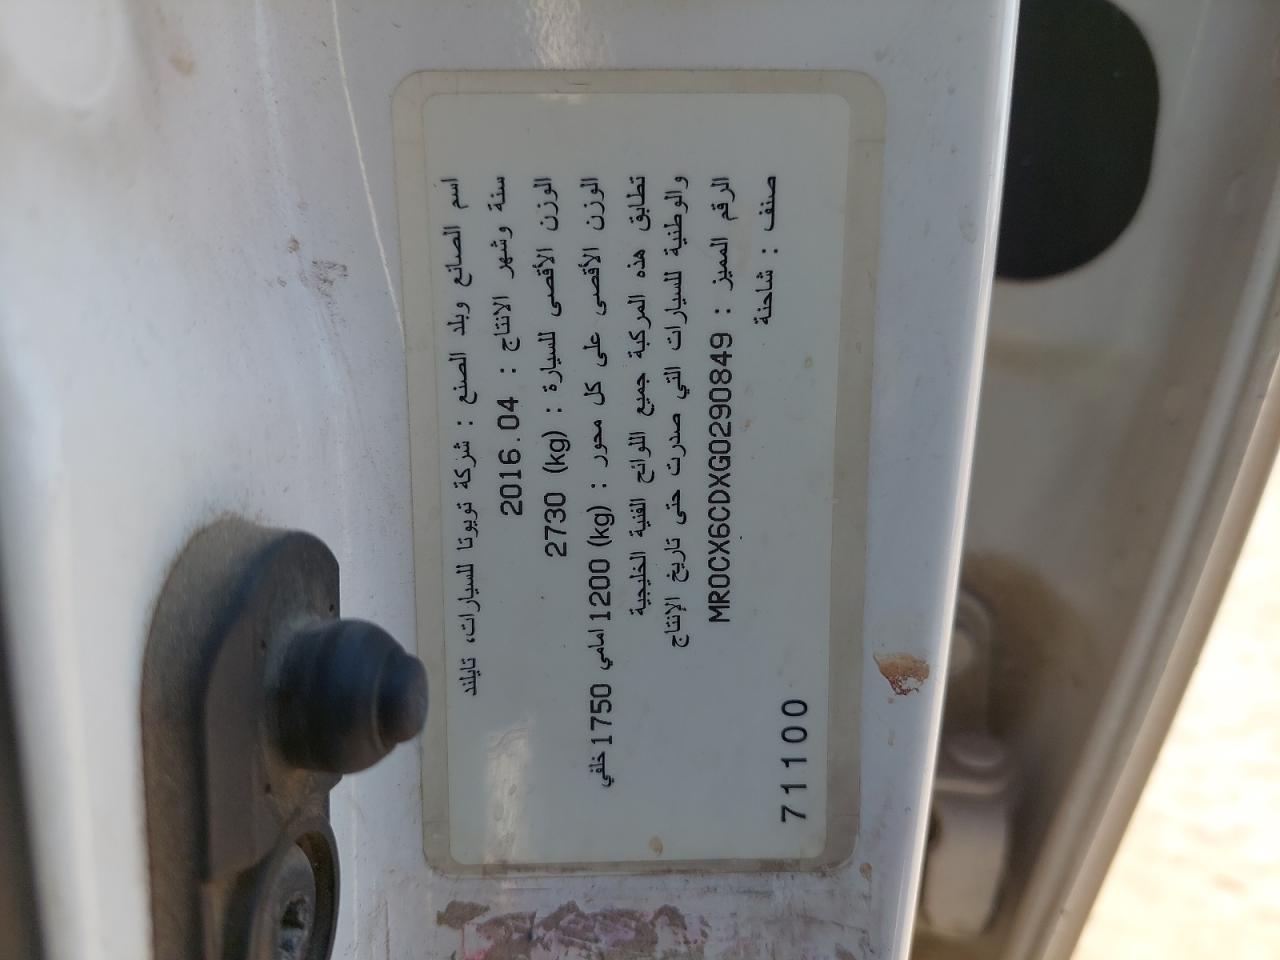 اسم الصانع وبلد الصنع : شركة تويوتا للسيارات، تايلند
سنة وشهر الانتاج : 2016.04
الوزن الأقصى للسيارة : (kg) 2730
الوزن الأقصى على كل محور : (kg) 1200 امامي 1750 خلفي
تطابق هذه المركبة جميع اللوائح الفنية الخليجية
والوطنية للسيارات التي صدرت حتى تاريخ الإنتاج
الرقم المميز : MR0CX6CDXG0290849
صنف : شاحنة
71100